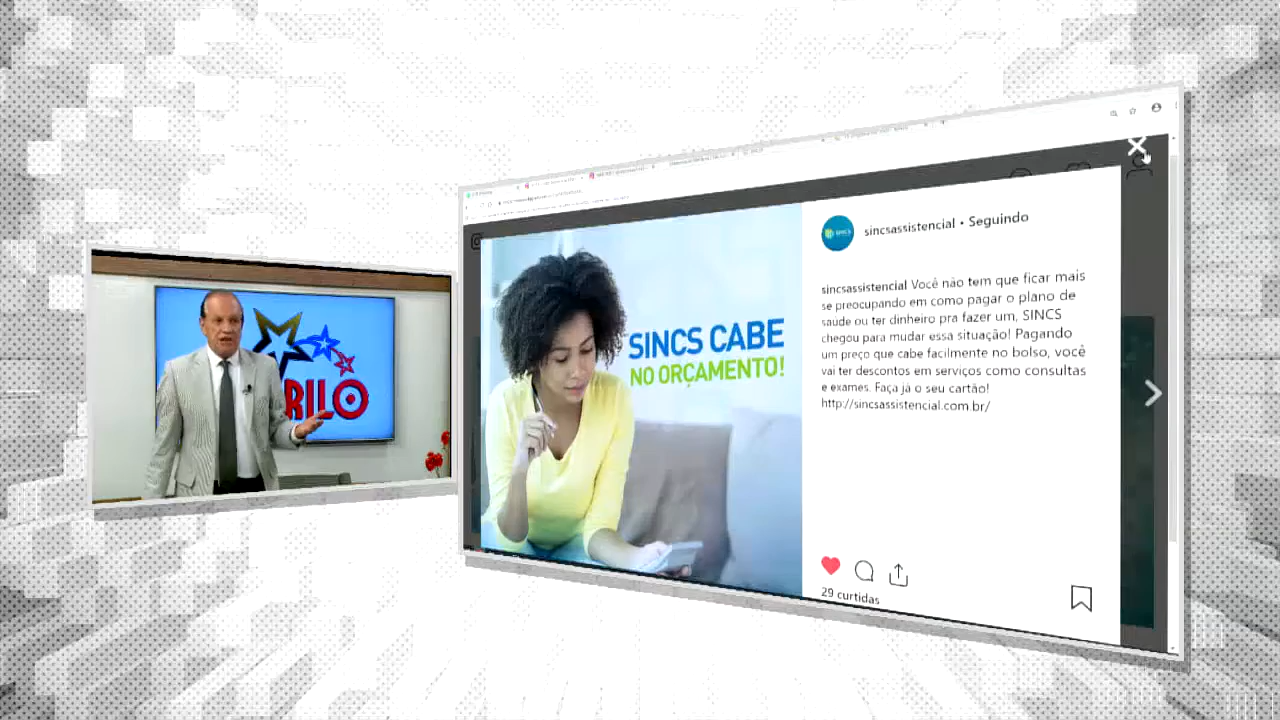 RILO
SINCS CABE
NO ORÇAMENTO!
SINCS
sincsassistencial • Seguindo
sincsassistencial Você não tem que ficar mais
se preocupando em como pagar o plano de
saúde ou ter dinheiro pra fazer um, SINCS
chegou para mudar essa situação! Pagando
um preço que cabe facilmente no bolso, você
vai ter descontos em serviços como consultas
e exames. Faça já o seu cartão!
http://sincsassistencial.com.br/
29 curtidas